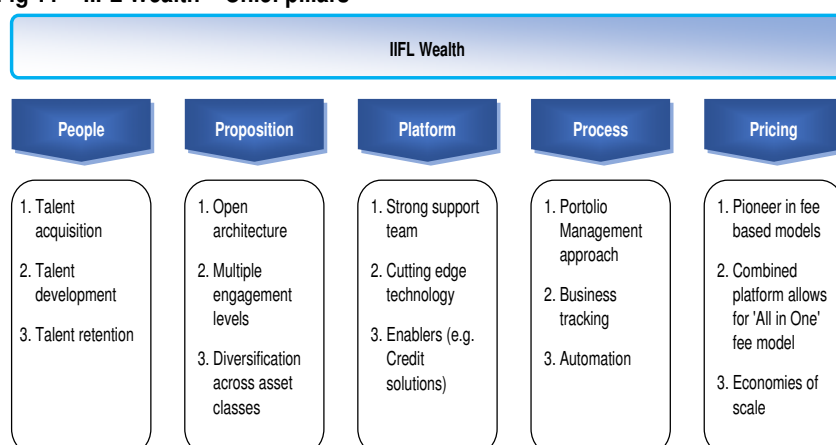 IIFL Wealth
People
Proposition
Platform
Process
Pricing
1. Talent
acquisition
2. Talent
development
3. Talent retention
1. Open
architecture
2. Multiple
engagement
levels
3. Diversification
across asset
classes
1. Strong support
team
2. Cutting edge
technology
3. Enablers (e.g.
Credit
solutions)
1. Portolio
Management
approach
2. Business
tracking
3. Automation
1. Pioneer in fee
based models
2. Combined
platform allows
for 'All in One'
fee model
3. Economies of
scale